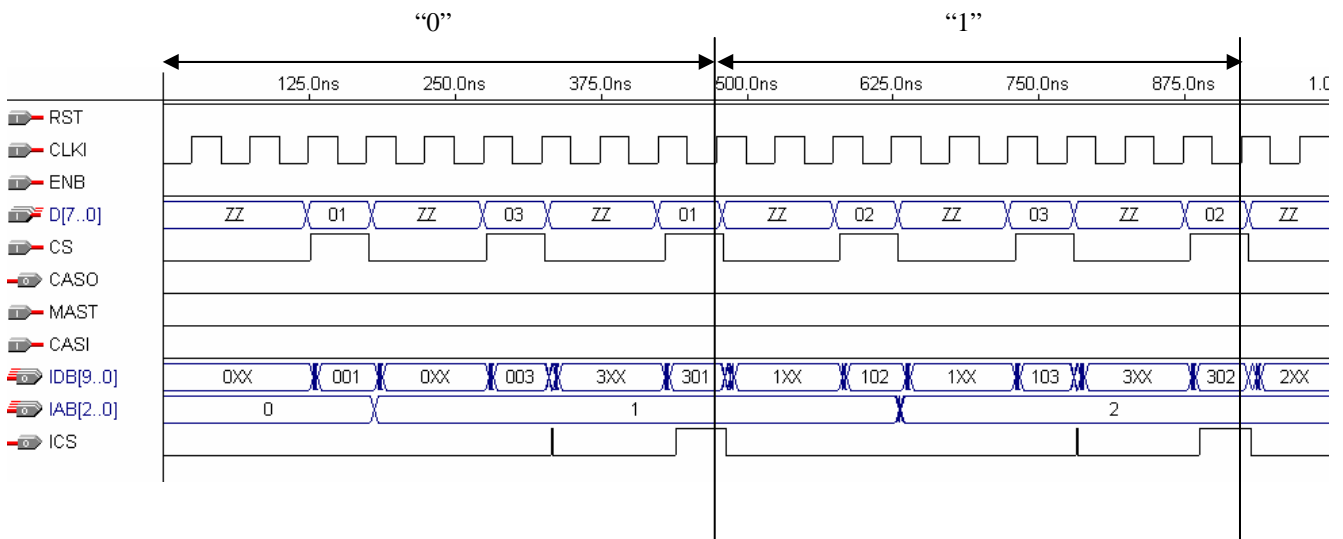 “0” “1”
125.0ns 250.0ns 375.0ns 500.0ns 625.0ns 750.0ns 875.0ns 1.0
RST
CLKI
ENB
D[7..0] ZZ 01 ZZ 03 ZZ 01 ZZ 02 ZZ 03 ZZ 02 ZZ
CS
CASO
MAST
CASI
IDB[9..0] 0XX 001 0XX 003 3XX 301 1XX 102 1XX 103 3XX 302 2XX
IAB[2..0] 0 1 2
ICS